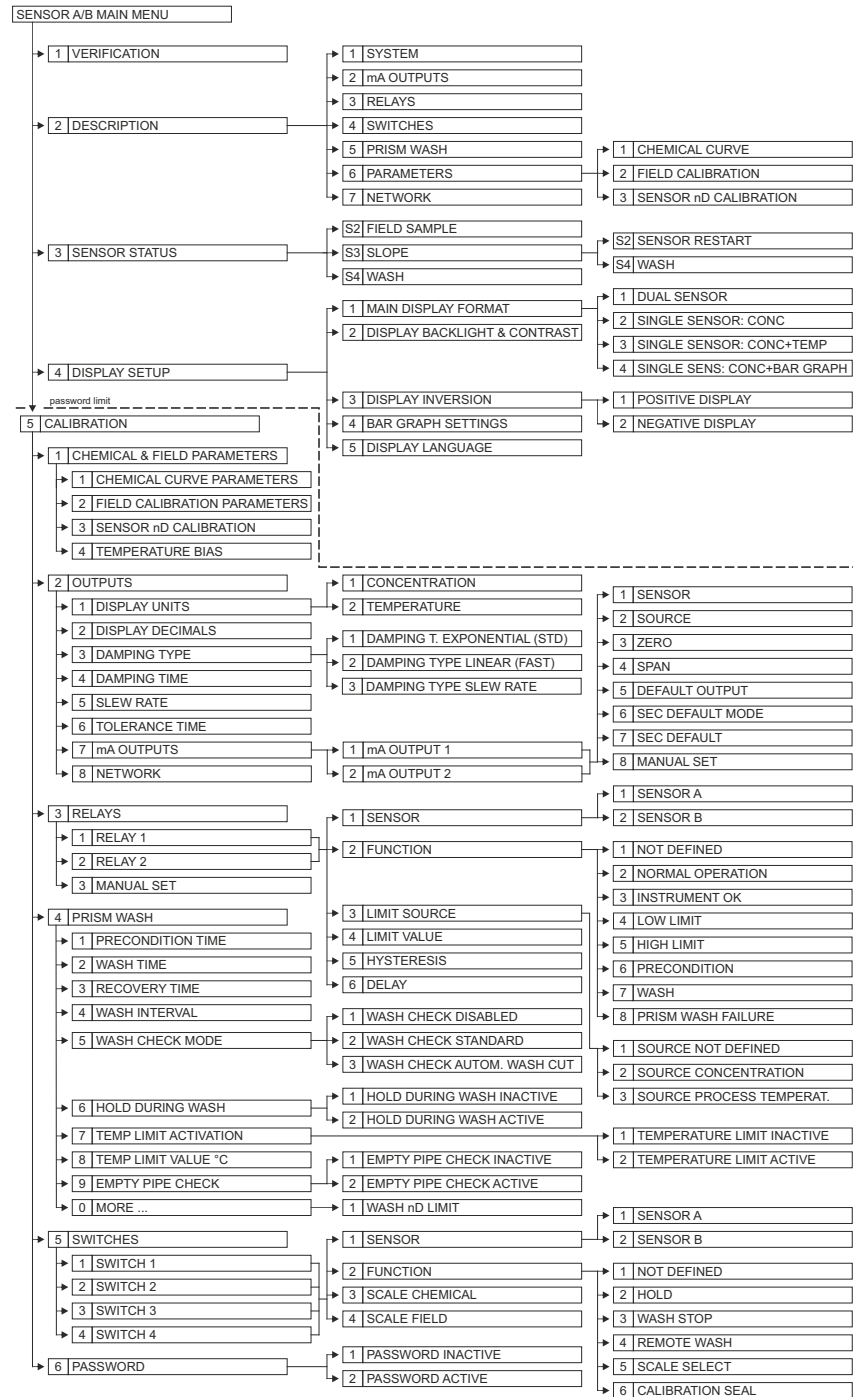 SENSOR A/B MAIN MENU
1 VERIFICATION
2 DESCRIPTION
1 SYSTEM
2 mA OUTPUTS
3 RELAYS
4 SWITCHES
5 PRISM WASH
6 PARAMETERS
1 CHEMICAL CURVE
2 FIELD CALIBRATION
3 SENSOR nD CALIBRATION
7 NETWORK
3 SENSOR STATUS
S2 FIELD SAMPLE
S3 SLOPE
S2 SENSOR RESTART
S4 WASH
S4 WASH
4 DISPLAY SETUP
1 MAIN DISPLAY FORMAT
1 DUAL SENSOR
2 SINGLE SENSOR: CONC
3 SINGLE SENSOR: CONC+TEMP
4 SINGLE SENS: CONC+BAR GRAPH
2 DISPLAY BACKLIGHT & CONTRAST
3 DISPLAY INVERSION
1 POSITIVE DISPLAY
2 NEGATIVE DISPLAY
4 BAR GRAPH SETTINGS
5 DISPLAY LANGUAGE
password limit
5 CALIBRATION
1 CHEMICAL & FIELD PARAMETERS
1 CHEMICAL CURVE PARAMETERS
2 FIELD CALIBRATION PARAMETERS
3 SENSOR nD CALIBRATION
4 TEMPERATURE BIAS
2 OUTPUTS
1 DISPLAY UNITS
1 CONCENTRATION
2 TEMPERATURE
2 DISPLAY DECIMALS
3 DAMPING TYPE
1 DAMPING T. EXPONENTIAL (STD)
2 DAMPING TYPE LINEAR (FAST)
3 DAMPING TYPE SLEW RATE
4 DAMPING TIME
5 SLEW RATE
6 TOLERANCE TIME
7 mA OUTPUTS
1 mA OUTPUT 1
2 mA OUTPUT 2
1 SENSOR
2 SOURCE
3 ZERO
4 SPAN
5 DEFAULT OUTPUT
6 SEC DEFAULT MODE
7 SEC DEFAULT
8 MANUAL SET
8 NETWORK
3 RELAYS
1 RELAY 1
2 RELAY 2
3 MANUAL SET
1 SENSOR
1 SENSOR A
2 SENSOR B
2 FUNCTION
1 NOT DEFINED
2 NORMAL OPERATION
3 INSTRUMENT OK
4 LOW LIMIT
5 HIGH LIMIT
6 PRECONDITION
7 WASH
8 PRISM WASH FAILURE
3 LIMIT SOURCE
1 SOURCE NOT DEFINED
2 SOURCE CONCENTRATION
3 SOURCE PROCESS TEMPERAT.
4 LIMIT VALUE
5 HYSTERESIS
6 DELAY
4 PRISM WASH
1 PRECONDITION TIME
2 WASH TIME
3 RECOVERY TIME
4 WASH INTERVAL
5 WASH CHECK MODE
1 WASH CHECK DISABLED
2 WASH CHECK STANDARD
3 WASH CHECK AUTOM. WASH CUT
6 HOLD DURING WASH
1 HOLD DURING WASH INACTIVE
2 HOLD DURING WASH ACTIVE
7 TEMP LIMIT ACTIVATION
1 TEMPERATURE LIMIT INACTIVE
2 TEMPERATURE LIMIT ACTIVE
8 TEMP LIMIT VALUE °C
9 EMPTY PIPE CHECK
1 EMPTY PIPE CHECK INACTIVE
2 EMPTY PIPE CHECK ACTIVE
0 MORE ...
1 WASH nD LIMIT
5 SWITCHES
1 SWITCH 1
2 SWITCH 2
3 SWITCH 3
4 SWITCH 4
1 SENSOR
1 SENSOR A
2 SENSOR B
2 FUNCTION
1 NOT DEFINED
2 HOLD
3 WASH STOP
4 REMOTE WASH
5 SCALE SELECT
6 CALIBRATION SEAL
3 SCALE CHEMICAL
4 SCALE FIELD
6 PASSWORD
1 PASSWORD INACTIVE
2 PASSWORD ACTIVE